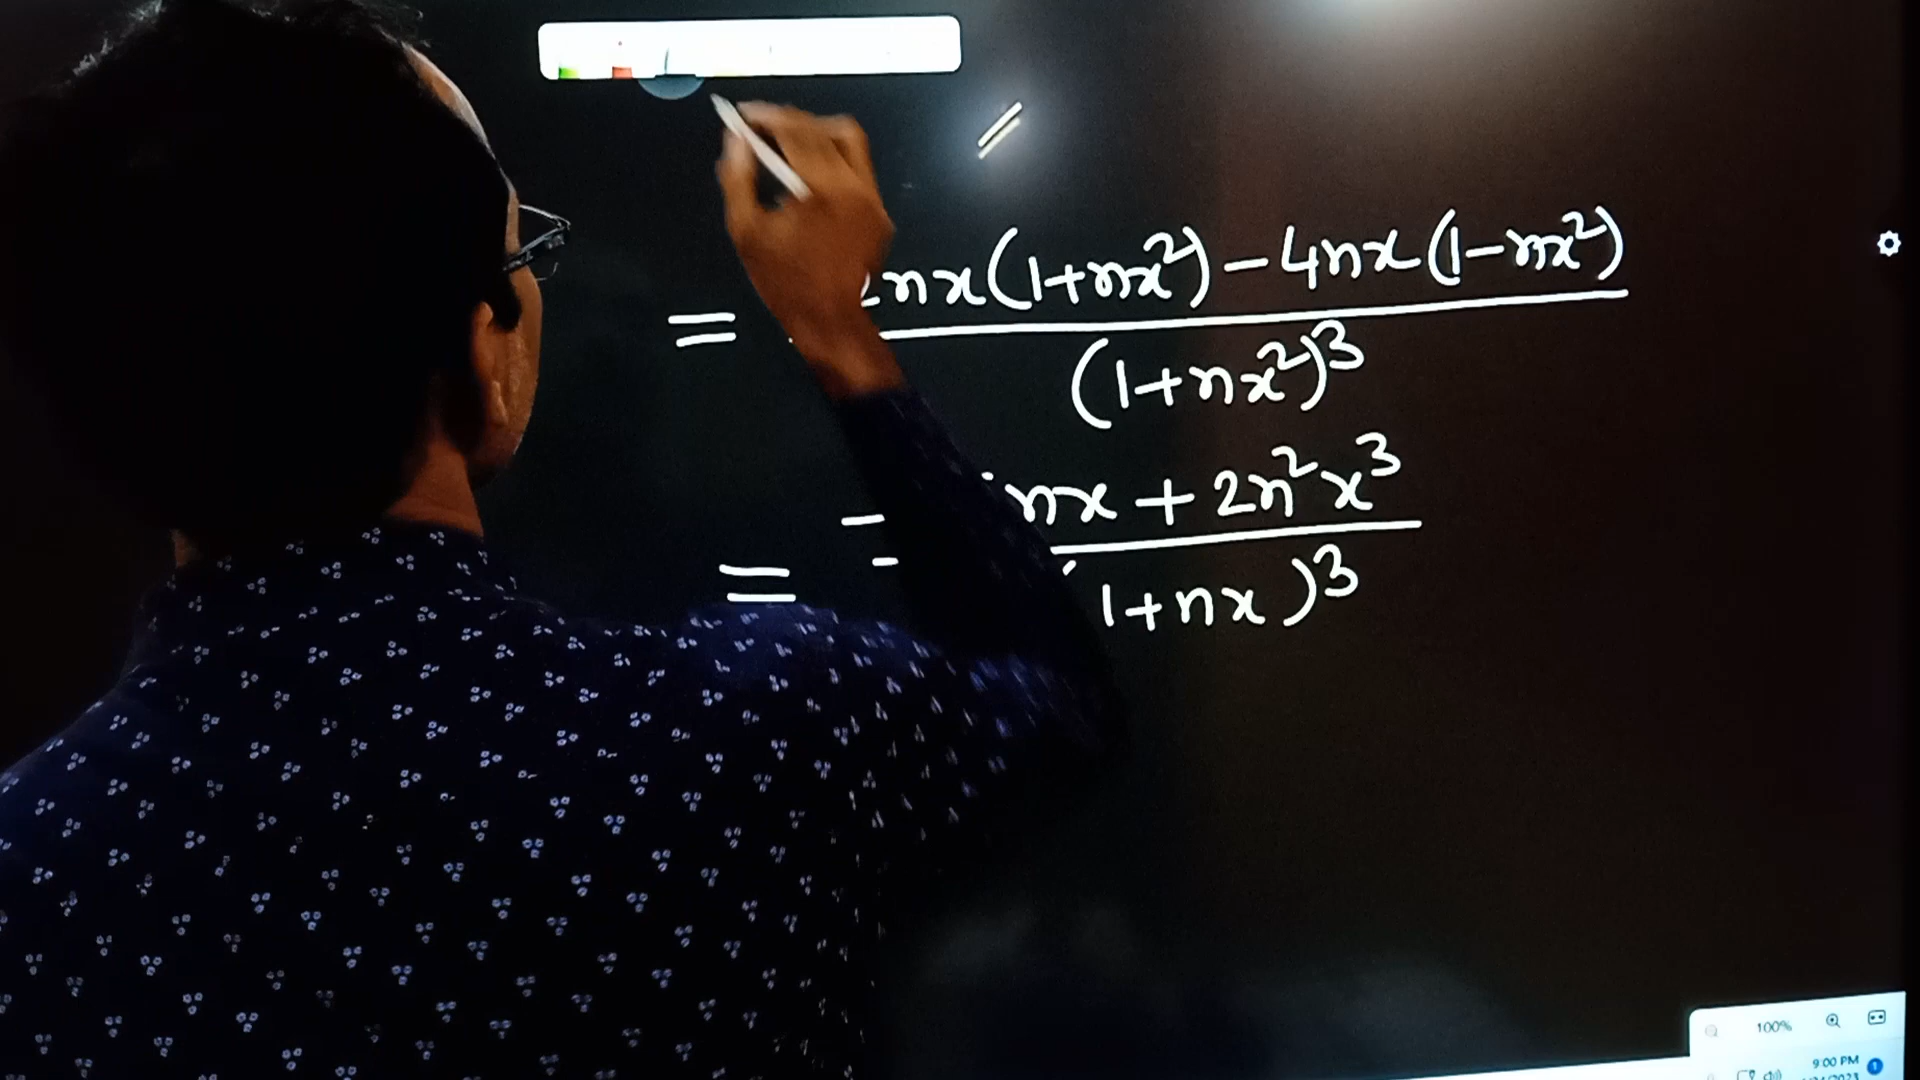 nx(1+nx²)-4nx(1-nx²)
=
(1+nx²)³
nx+2n²x³
=
1+nx)³
100%
9:00 PM